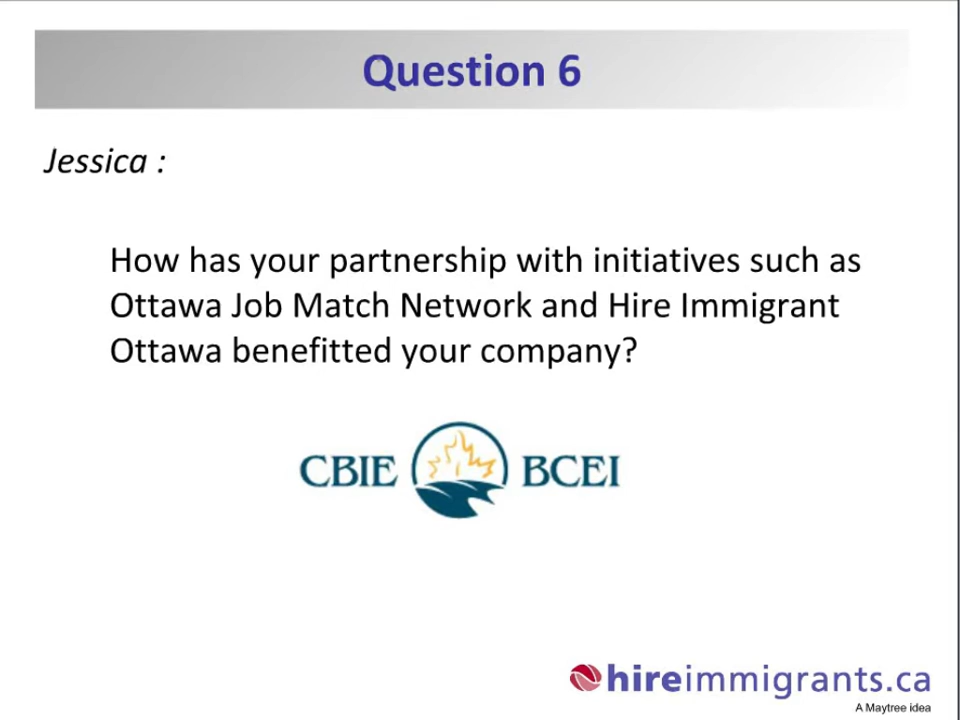 Question 6
Jessica :
How has your partnership with initiatives such as
Ottawa Job Match Network and Hire Immigrant
Ottawa benefitted your company?
CBIE BCEI
hireimmigrants.ca
A Maytree idea